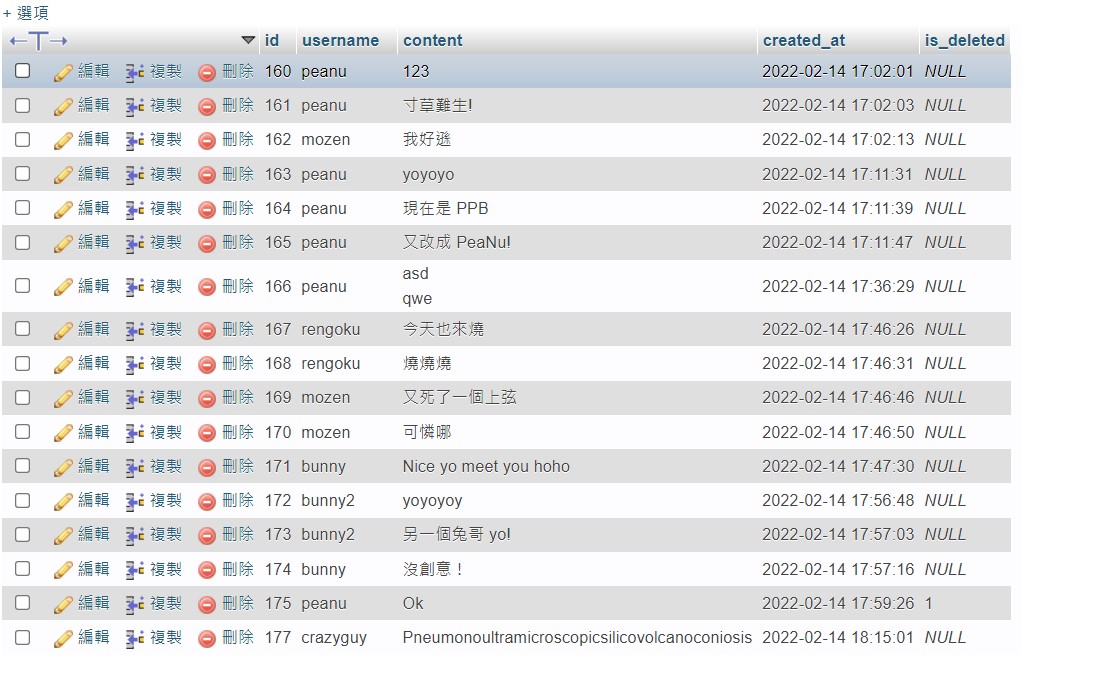 + 選項
←T→ id username content created_at is_deleted
編輯 複製 刪除 160 peanu 123 2022-02-14 17:02:01 NULL
編輯 複製 刪除 161 peanu 寸草難生! 2022-02-14 17:02:03 NULL
編輯 複製 刪除 162 mozen 我好遜 2022-02-14 17:02:13 NULL
編輯 複製 刪除 163 peanu yoyoyo 2022-02-14 17:11:31 NULL
編輯 複製 刪除 164 peanu 現在是 PPB 2022-02-14 17:11:39 NULL
編輯 複製 刪除 165 peanu 又改成 PeaNu! 2022-02-14 17:11:47 NULL
編輯 複製 刪除 166 peanu asd
qwe 2022-02-14 17:36:29 NULL
編輯 複製 刪除 167 rengoku 今天也來燒 2022-02-14 17:46:26 NULL
編輯 複製 刪除 168 rengoku 燒燒燒 2022-02-14 17:46:31 NULL
編輯 複製 刪除 169 mozen 又死了一個上弦 2022-02-14 17:46:46 NULL
編輯 複製 刪除 170 mozen 可憐哪 2022-02-14 17:46:50 NULL
編輯 複製 刪除 171 bunny Nice yo meet you hoho 2022-02-14 17:47:30 NULL
編輯 複製 刪除 172 bunny2 yoyoyoy 2022-02-14 17:56:48 NULL
編輯 複製 刪除 173 bunny2 另一個兔哥 yo! 2022-02-14 17:57:03 NULL
編輯 複製 刪除 174 bunny 沒創意！ 2022-02-14 17:57:16 NULL
編輯 複製 刪除 175 peanu Ok 2022-02-14 17:59:26 1
編輯 複製 刪除 177 crazyguy Pneumonoultramicroscopicsilicovolcanoconiosis 2022-02-14 18:15:01 NULL